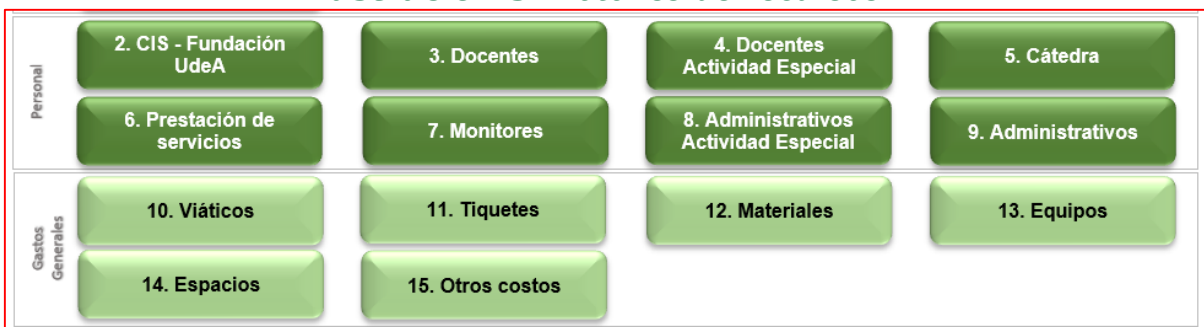 Personal
2. CIS - Fundación
UdeA
3. Docentes
4. Docentes
Actividad Especial
5. Cátedra
6. Prestación de
servicios
7. Monitores
8. Administrativos
Actividad Especial
9. Administrativos
Gastos
Generales
10. Viáticos
11. Tiquetes
12. Materiales
13. Equipos
14. Espacios
15. Otros costos